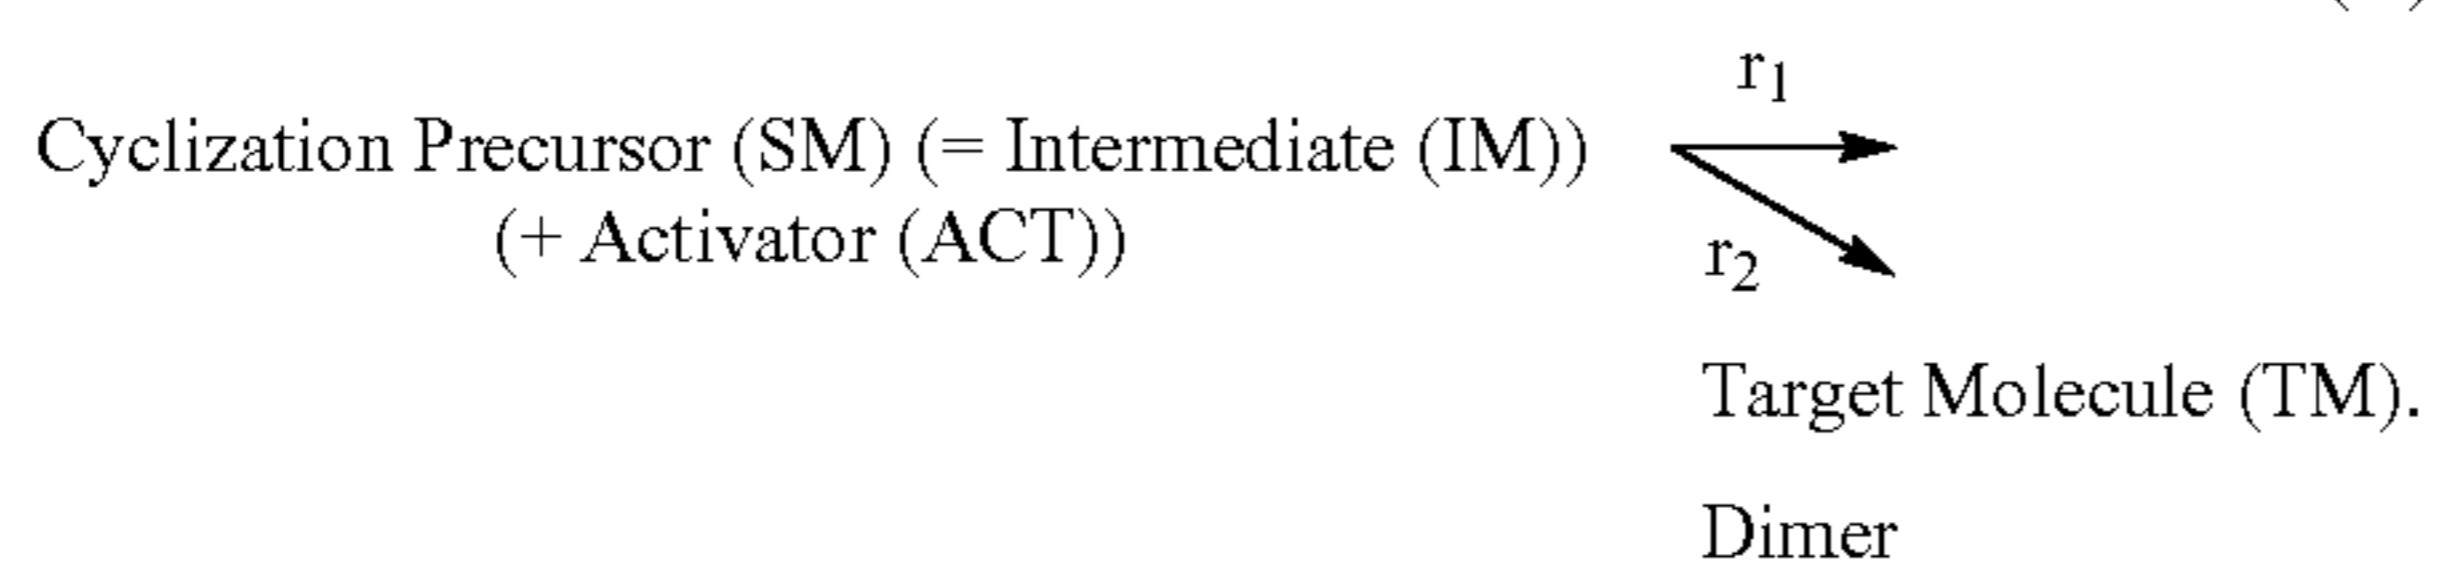 r1
Cyclization Precursor (SM) (= Intermediate (IM))
(+ Activator (ACT))
r2
Target Molecule (TM).
Dimer